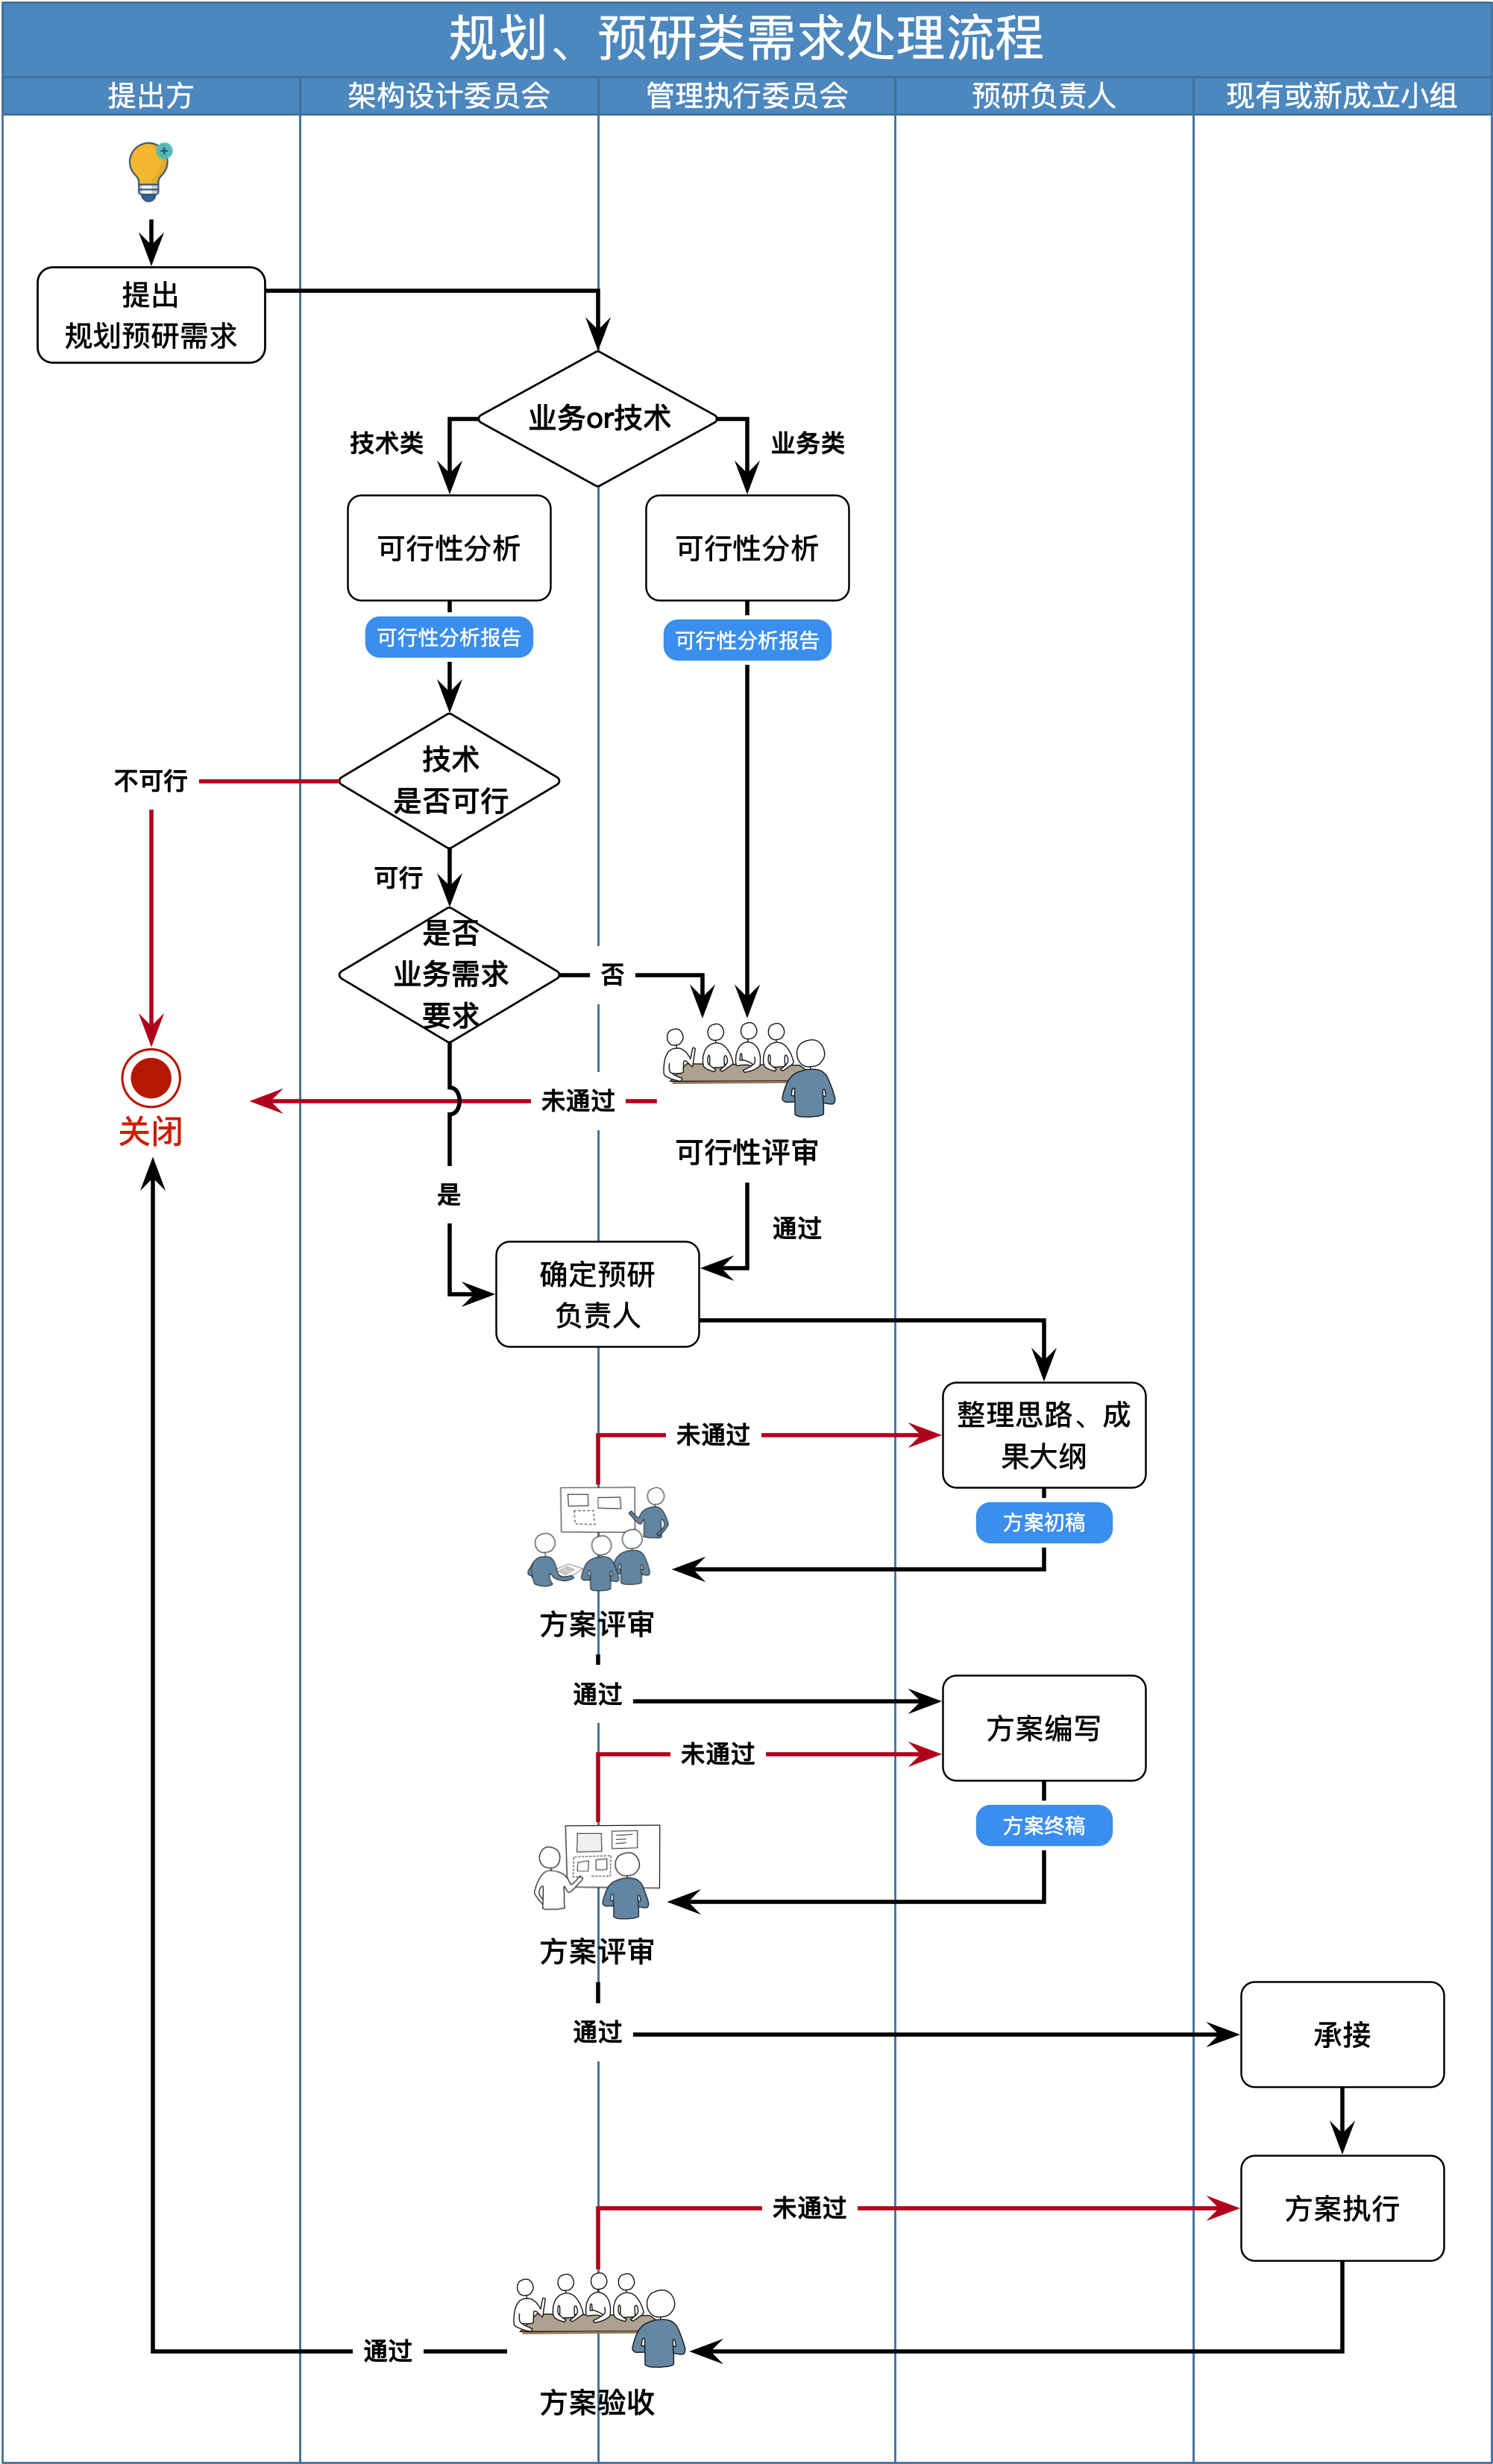 规划、预研类需求处理流程
提出方
架构设计委员会
管理执行委员会
预研负责人
现有或新成立小组
提出
规划预研需求
业务or技术
技术类
业务类
可行性分析
可行性分析
可行性分析报告
可行性分析报告
技术
是否可行
不可行
可行
是否
业务需求
要求
否
未通过
关闭
可行性评审
是
通过
确定预研
负责人
整理思路、成
果大纲
未通过
方案初稿
方案评审
通过
方案编写
未通过
方案终稿
方案评审
通过
承接
方案执行
未通过
通过
方案验收